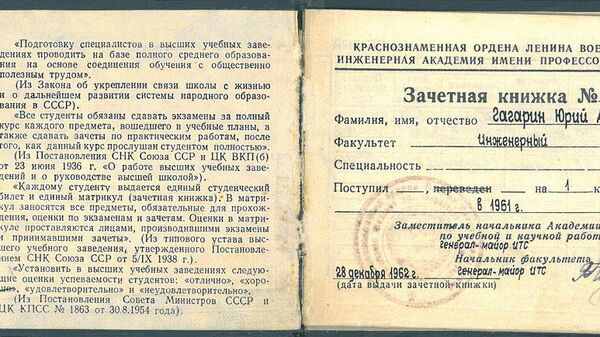 «Подготовку специалистов в высших учебных заве-
дениях проводить на базе полного среднего образова-
ния на основе соединения обучения с общественно
полезным трудом».
(Из Закона об укреплении связи школы с жизнью
и о дальнейшем развитии системы народного образо-
вания в СССР).
«Все студенты обязаны сдавать экзамены за полный
курс каждого предмета, вошедшего в учебные планы, а
также сдавать зачеты по практическим работам, после
того, как данный курс прослушан студентом полностью».
(Из Постановления СНК Союза ССР и ЦК ВКП(б)
от 23 июня 1936 г. «О работе высших учебных заведе-
ний и о руководстве высшей школой»).
«Каждому студенту выдается единый студенческий
билет и единый матрикул (зачетная книжка). В матри-
кул заносятся все предметы, обязательные для прохож-
дения, оценки по экзаменам и зачетам. Оценки в матри-
куле проставляются лицами, производившими экзамены
и принимавшими зачеты». (Из типового устава выс-
шего учебного заведения, утвержденного Постановле-
нием СНК Союза ССР от 5/IX 1938 г.).
«Установить в высших учебных заведениях следую-
щие оценки успеваемости студентов: «отлично», «хоро-
шо», «удовлетворительно» и «неудовлетворительно».
(Из Постановления Совета Министров СССР и
ЦК КПСС № 1863 от 30.8.1954 года).
КРАСНОЗНАМЕННАЯ ОРДЕНА ЛЕНИНА ВОЕ
ИНЖЕНЕРНАЯ АКАДЕМИЯ ИМЕНИ ПРОФЕССО
Зачетная книжка №
Фамилия, имя, отчество Гагарин Юрий А
Факультет Инженерный
Специальность
Поступил, переведен на 1 к
в 1961 г.
Заместитель начальника Академии
по учебной и научной работе
генерал-майор ИТС
Начальник факультета
28 декабря 1962 г. генерал-майор ИТС
(дата выдачи зачетной книжки)